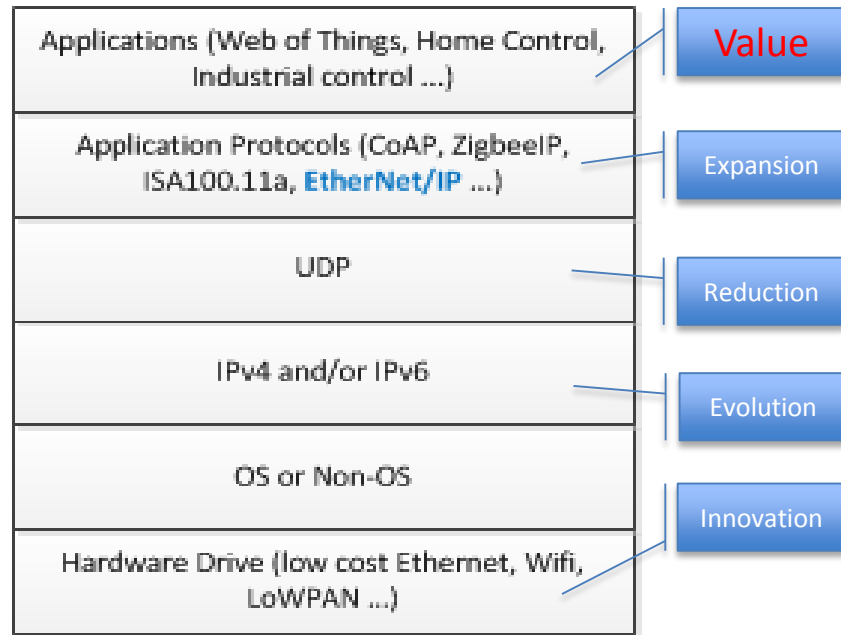 Applications (Web of Things, Home Control,
Industrial control ...)
Value
Application Protocols (CoAP, ZigbeeIP,
ISA100.11a, EtherNet/IP ...)
Expansion
UDP
Reduction
IPv4 and/or IPv6
Evolution
OS or Non-OS
Innovation
Hardware Drive (low cost Ethernet, Wifi,
LoWPAN ...)